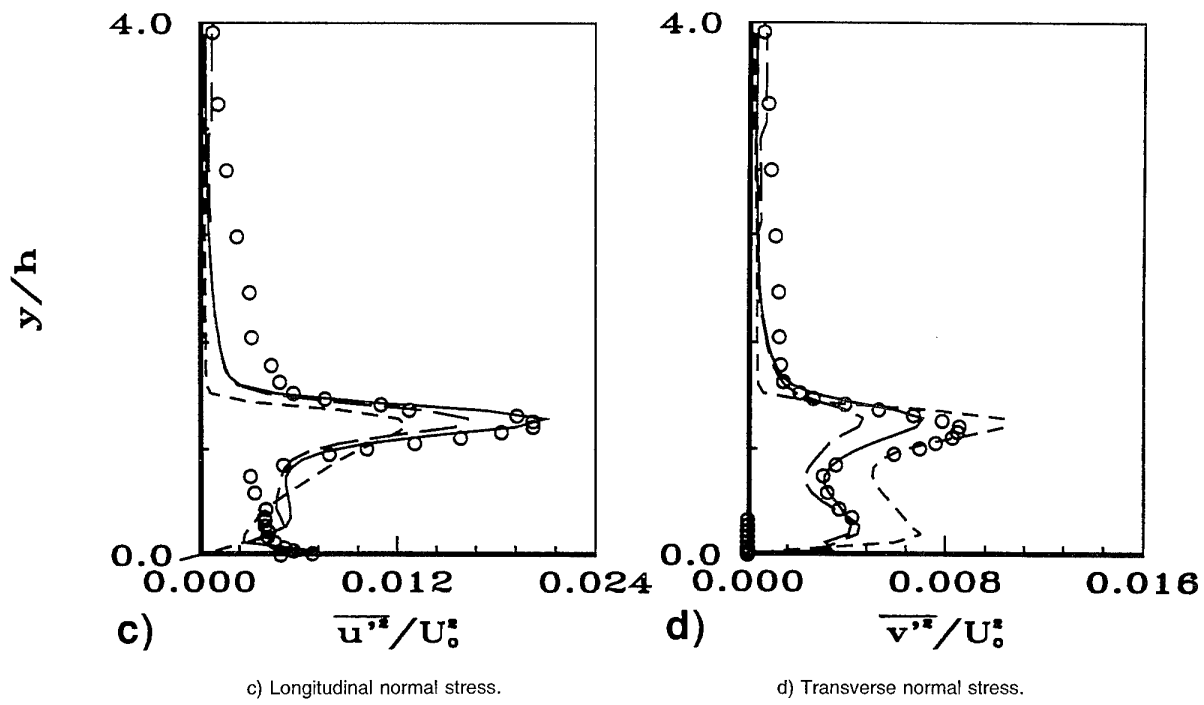 4.0
4.0
y/h
0.0
0.0
0.000 0.012 0.024
0.000 0.008 0.016
c) u'²/U₀²
d) v'²/U₀²
c) Longitudinal normal stress.
d) Transverse normal stress.